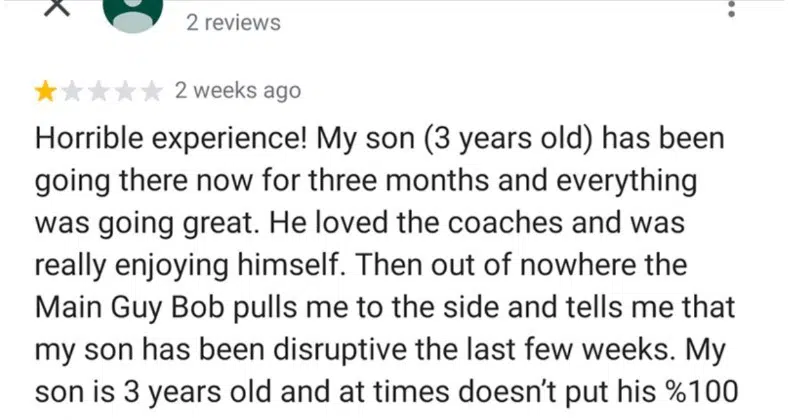 2 reviews
2 weeks ago
Horrible experience! My son (3 years old) has been
going there now for three months and everything
was going great. He loved the coaches and was
really enjoying himself. Then out of nowhere the
Main Guy Bob pulls me to the side and tells me that
my son has been disruptive the last few weeks. My
son is 3 years old and at times doesn’t put his %100